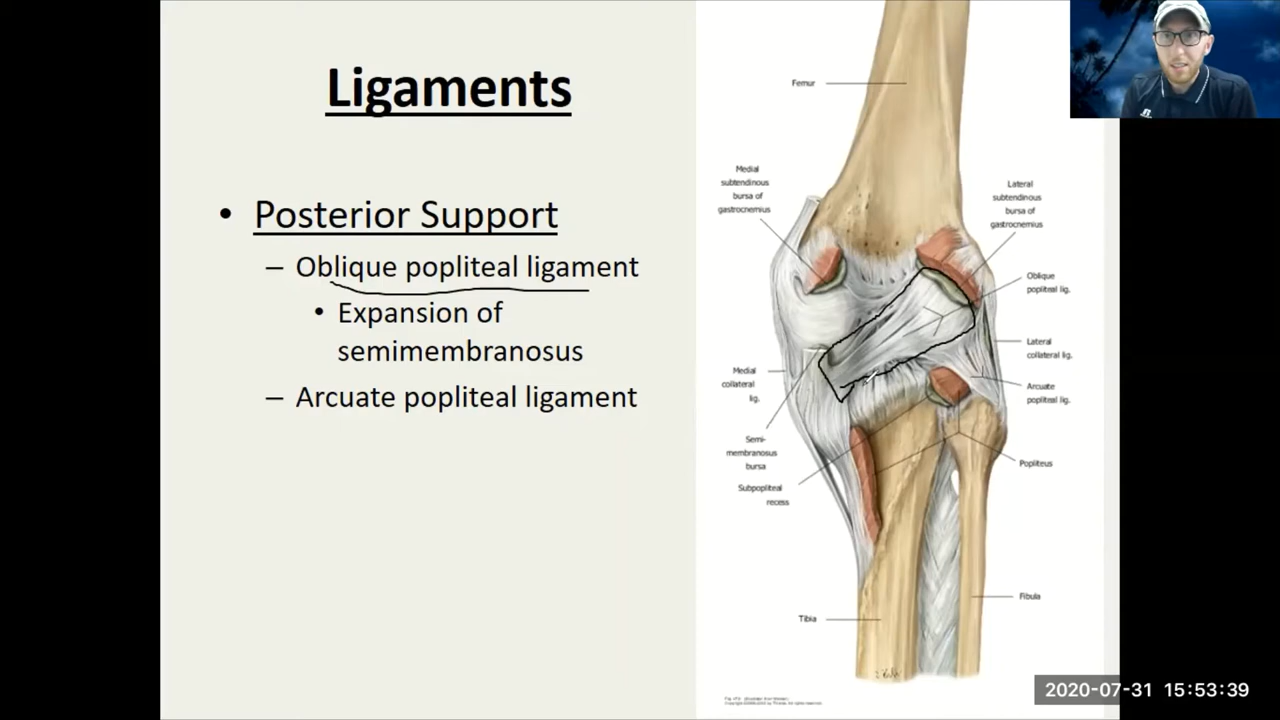 Ligaments
• Posterior Support
– Oblique popliteal ligament
• Expansion of
semimembranosus
– Arcuate popliteal ligament
Femur
Medial
subtendinous
bursa of
gastrocnemius
Lateral
subtendinous
bursa of
gastrocnemius
Oblique
popliteal lig.
Lateral
collateral lig.
Medial
collateral
lig.
Arcuate
popliteal lig.
Semi-
membranosus
bursa
Popliteus
Subpopliteal
recess
Fibula
Tibia
2020-07-31 15:53:39